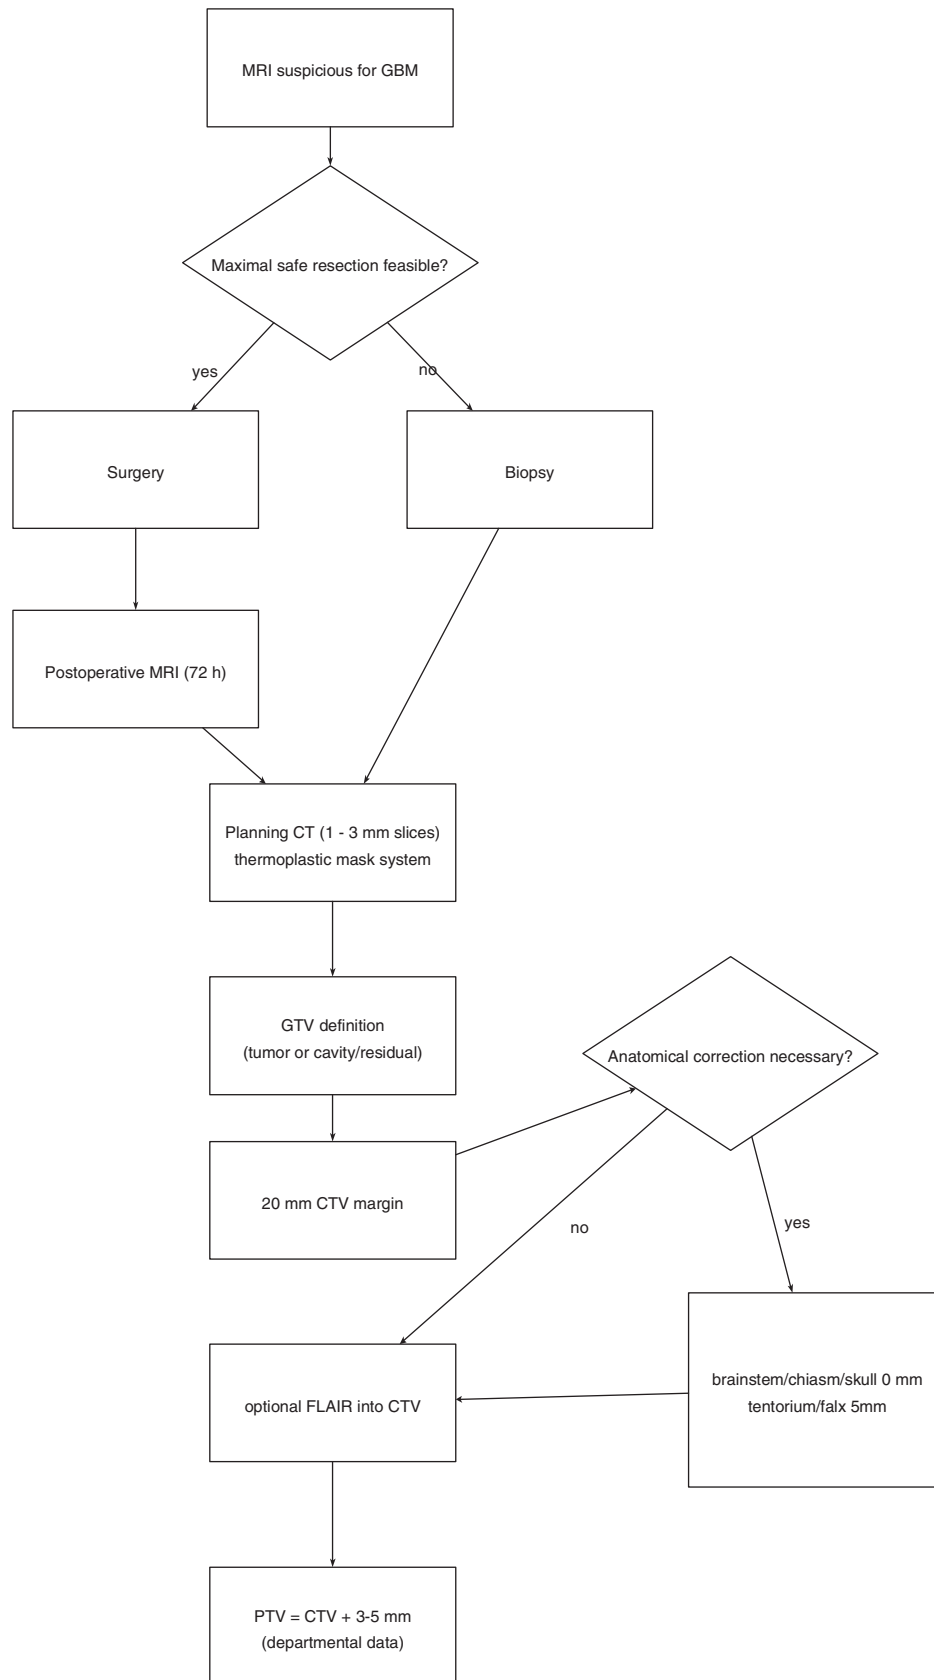 MRI suspicious for GBM
Maximal safe resection feasible?
yes
no
Surgery
Biopsy
Postoperative MRI (72 h)
Planning CT (1 - 3 mm slices)
thermoplastic mask system
GTV definition
(tumor or cavity/residual)
Anatomical correction necessary?
20 mm CTV margin
no
yes
brainstem/chiasm/skull 0 mm
tentorium/falx 5mm
optional FLAIR into CTV
PTV = CTV + 3-5 mm
(departmental data)